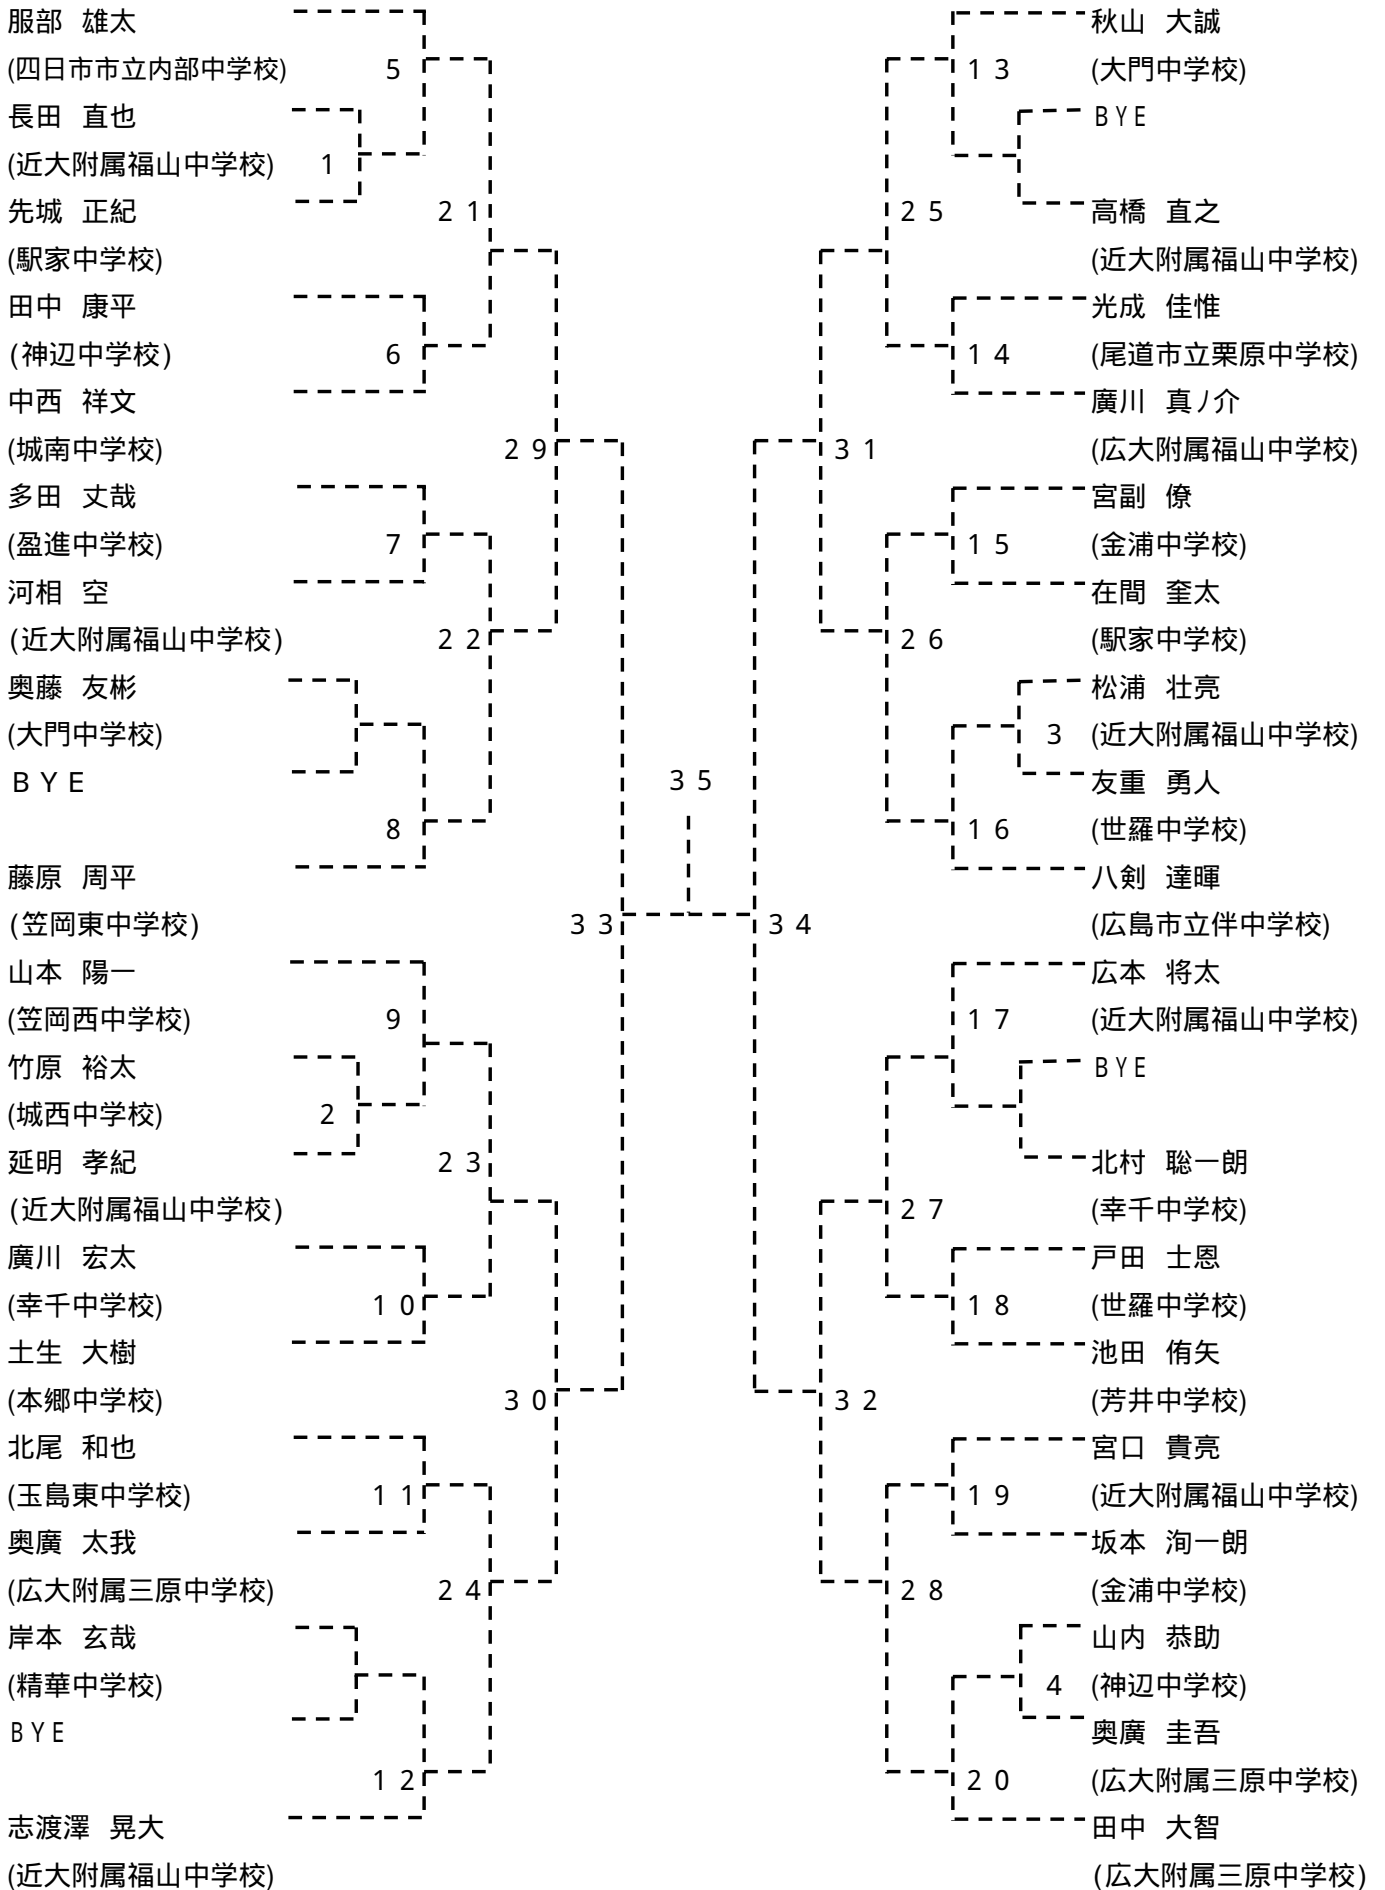 服部 雄太
(四日市市立内部中学校)
5
長田 直也
(近大附属福山中学校)
1
先城 正紀
21
(駅家中学校)
田中 康平
(神辺中学校)
6
中西 祥文
(城南中学校)
29
多田 丈哉
(盈進中学校)
7
河相 空
(近大附属福山中学校)
22
奥藤 友彬
(大門中学校)
BYE
8
藤原 周平
(笠岡東中学校)
33
山本 陽一
(笠岡西中学校)
9
竹原 裕太
(城西中学校)
2
延明 孝紀
23
(近大附属福山中学校)
廣川 宏太
(幸千中学校)
10
土生 大樹
(本郷中学校)
30
北尾 和也
(玉島東中学校)
11
奥廣 太我
(広大附属三原中学校)
24
岸本 玄哉
(精華中学校)
BYE
12
志渡澤 晃大
(近大附属福山中学校)
35
秋山 大誠
13
(大門中学校)
BYE
25
高橋 直之
(近大附属福山中学校)
光成 佳惟
14
(尾道市立栗原中学校)
廣川 真ノ介
31
(広大附属福山中学校)
宮副 僚
15
(金浦中学校)
在間 奎太
26
(駅家中学校)
松浦 壮亮
3
(近大附属福山中学校)
友重 勇人
16
(世羅中学校)
八剣 達暉
34
(広島市立伴中学校)
広本 将太
17
(近大附属福山中学校)
BYE
北村 聡一朗
27
(幸千中学校)
戸田 士恩
18
(世羅中学校)
池田 侑矢
32
(芳井中学校)
宮口 貴亮
19
(近大附属福山中学校)
坂本 洵一朗
28
(金浦中学校)
山内 恭助
4
(神辺中学校)
奥廣 圭吾
20
(広大附属三原中学校)
田中 大智
(広大附属三原中学校)